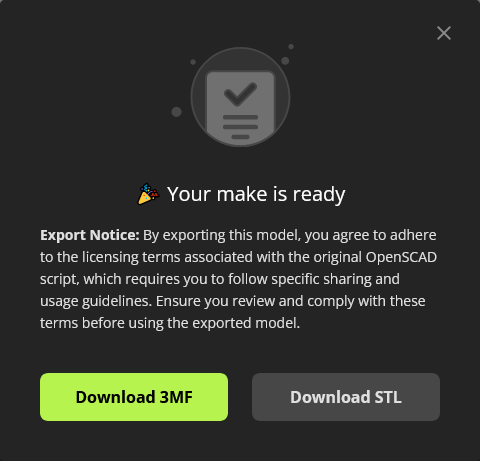 🎉 Your make is ready
Export Notice: By exporting this model, you agree to adhere
to the licensing terms associated with the original OpenSCAD
script, which requires you to follow specific sharing and
usage guidelines. Ensure you review and comply with these
terms before using the exported model.
Download 3MF
Download STL